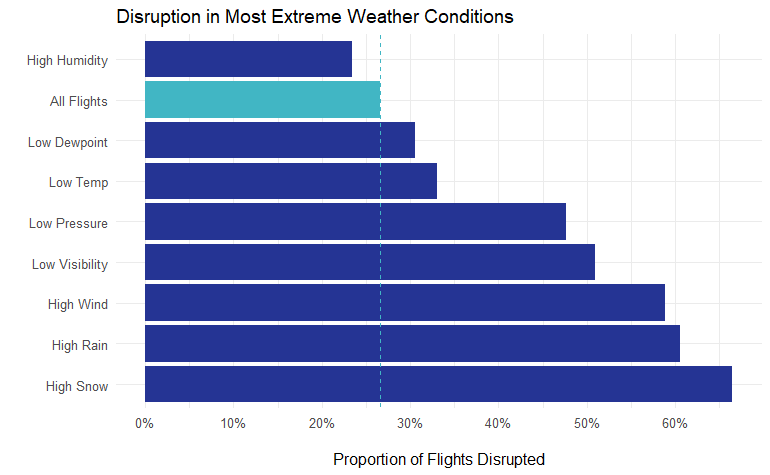 Disruption in Most Extreme Weather Conditions
High Humidity
All Flights
Low Dewpoint
Low Temp
Low Pressure
Low Visibility
High Wind
High Rain
High Snow
0% 10% 20% 30% 40% 50% 60%
Proportion of Flights Disrupted